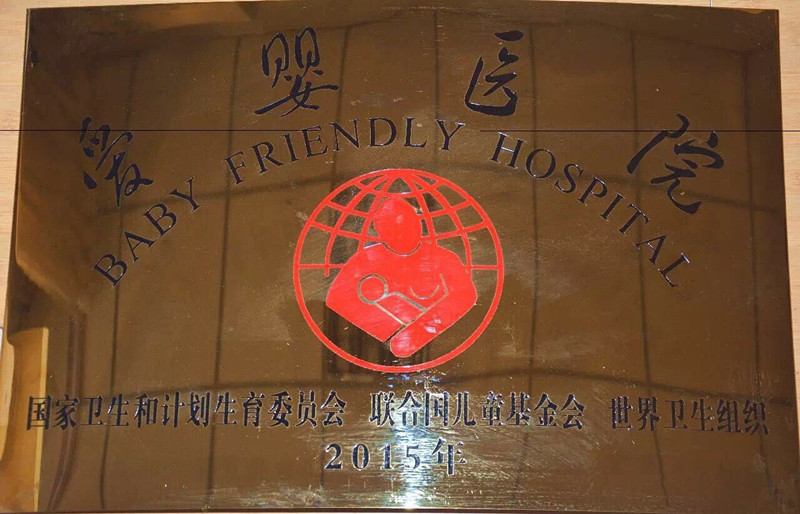 爱婴医院
BABY FRIENDLY HOSPITAL
国家卫生和计划生育委员会 联合国儿童基金会 世界卫生组织
2015年